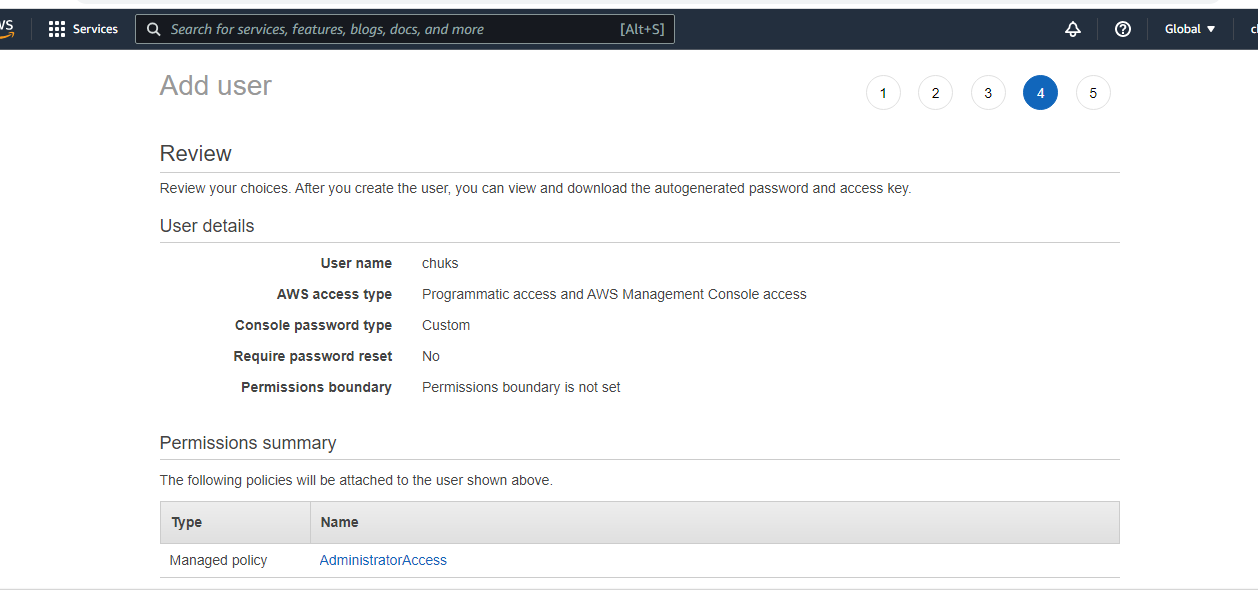 Services
Search for services, features, blogs, docs, and more [Alt+S]
Global
Add user
1 2 3 4 5
Review
Review your choices. After you create the user, you can view and download the autogenerated password and access key.
User details
User name chuks
AWS access type Programmatic access and AWS Management Console access
Console password type Custom
Require password reset No
Permissions boundary Permissions boundary is not set
Permissions summary
The following policies will be attached to the user shown above.
Type Name
Managed policy AdministratorAccess